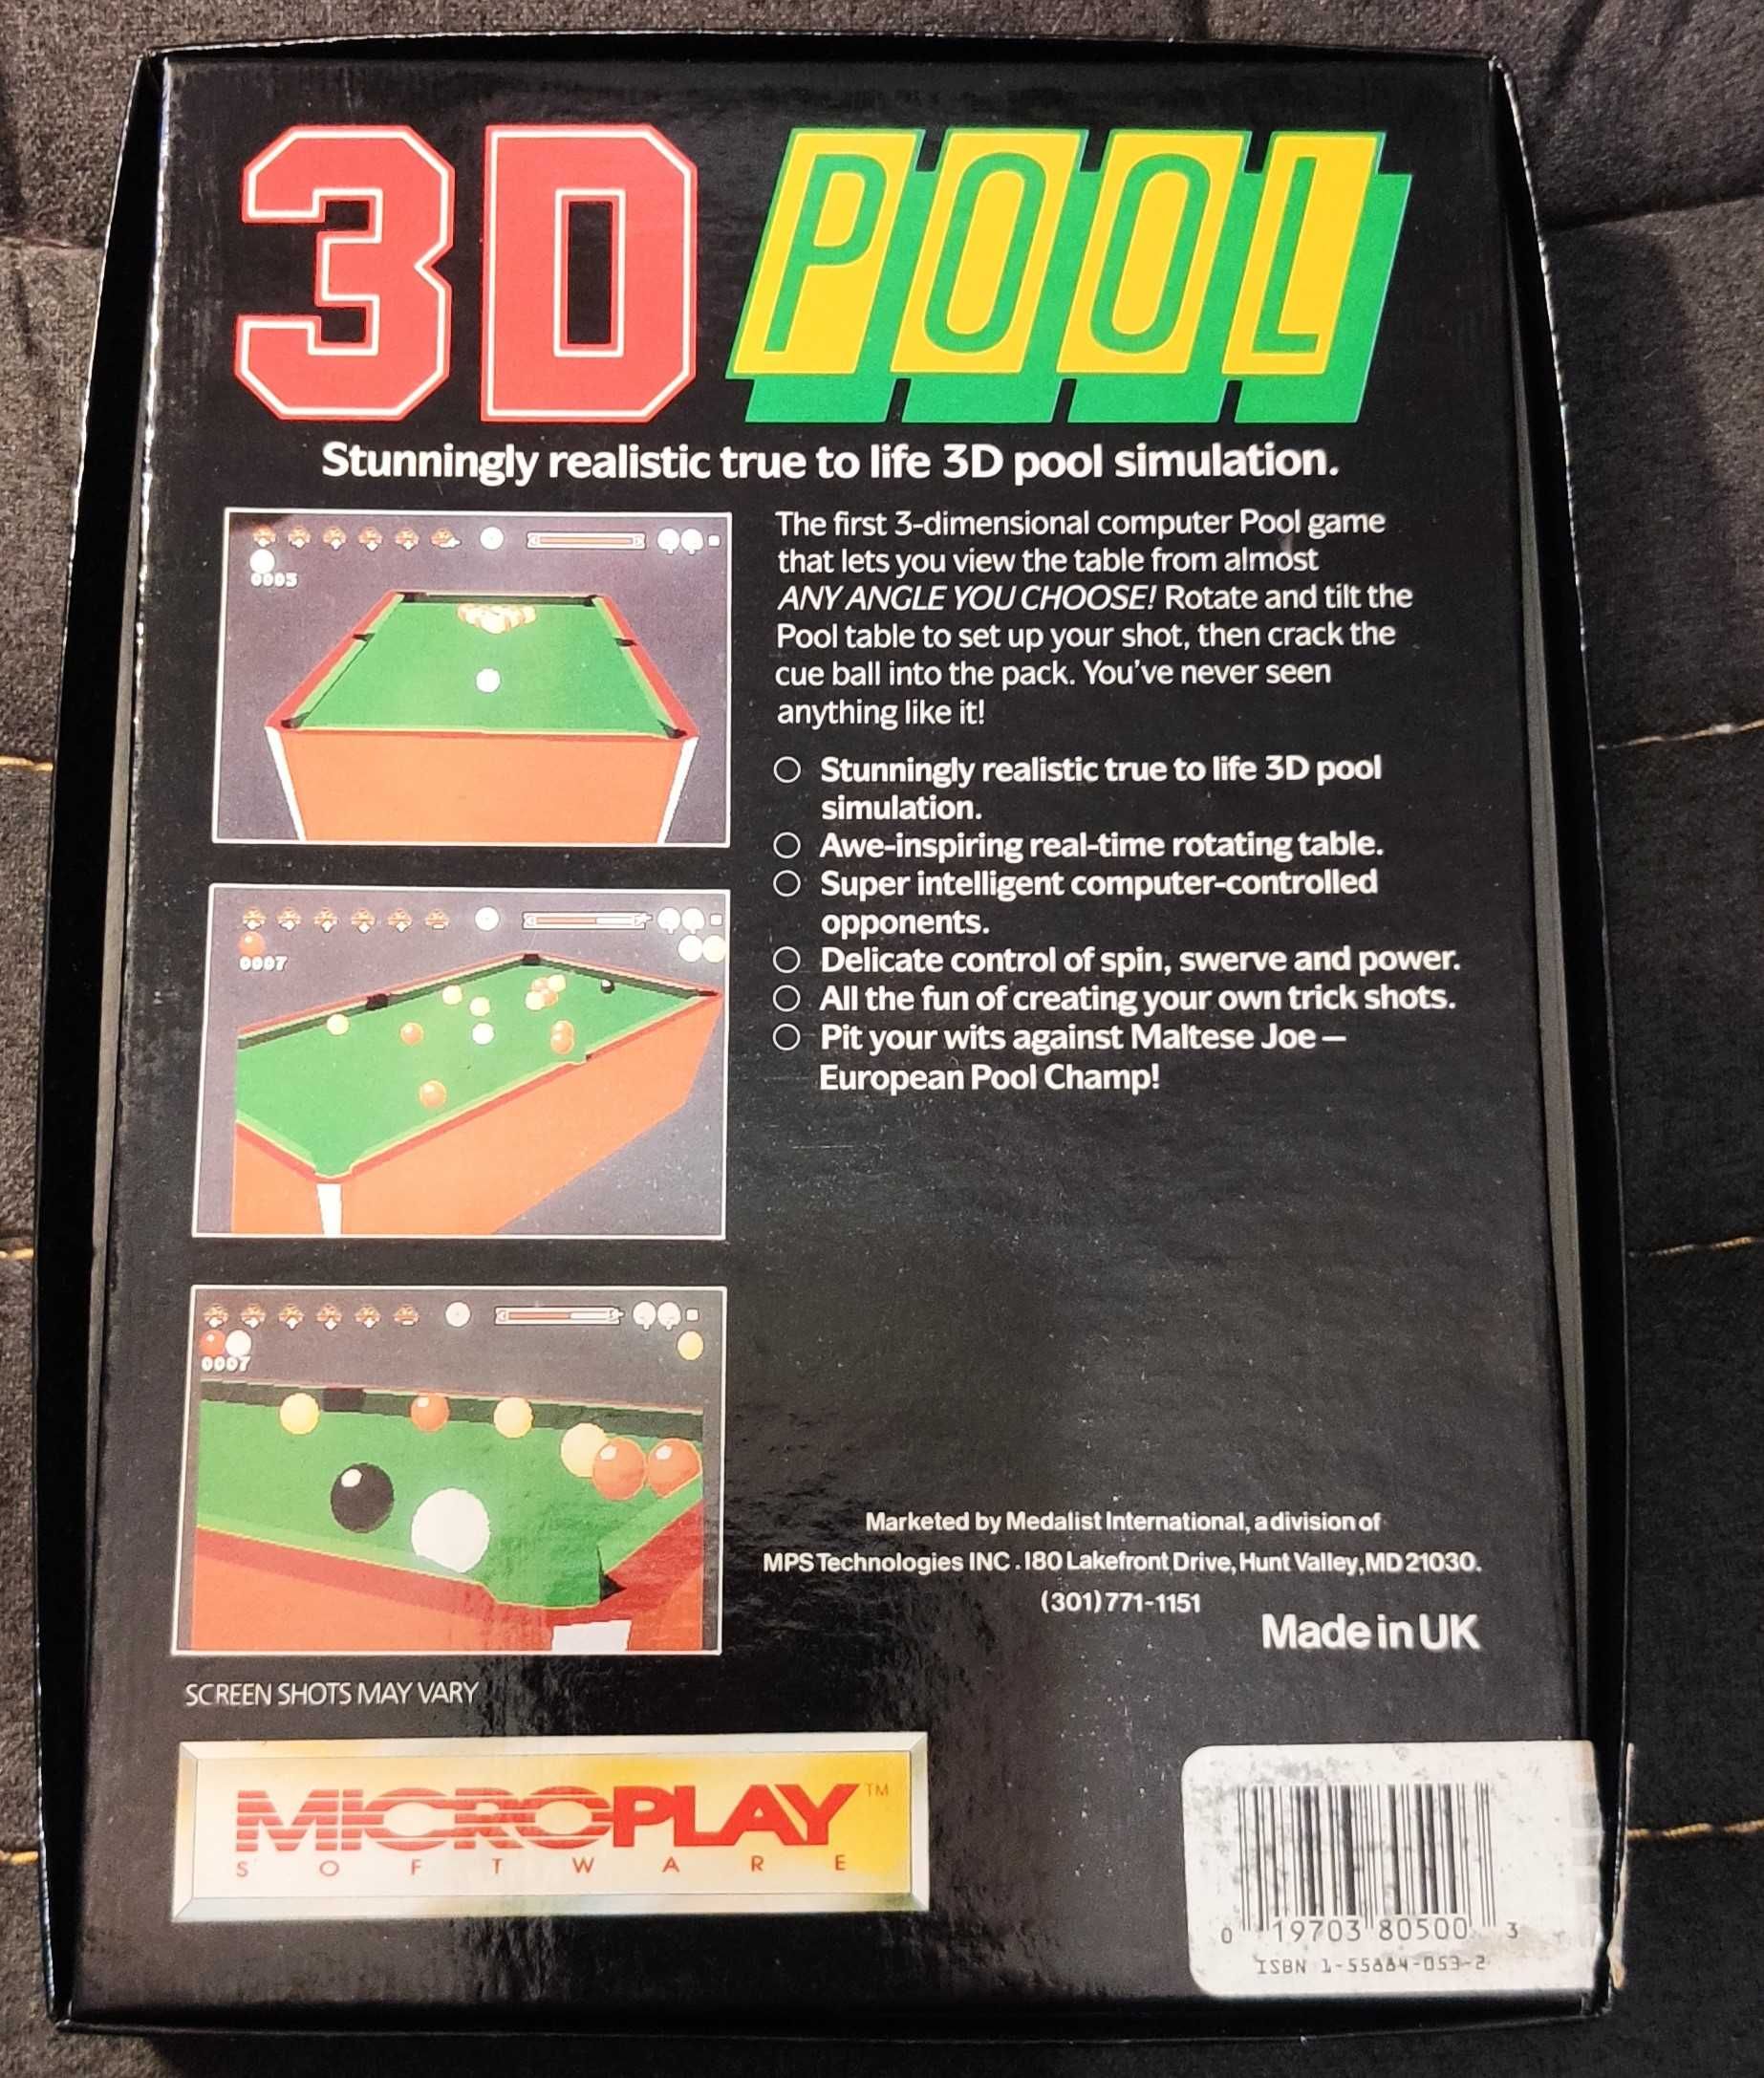 3D POOL
Stunningly realistic true to life 3D pool simulation.
The first 3-dimensional computer Pool game
that lets you view the table from almost
ANY ANGLE YOU CHOOSE! Rotate and tilt the
Pool table to set up your shot, then crack the
cue ball into the pack. You've never seen
anything like it!
Stunningly realistic true to life 3D pool
simulation.
Awe-inspiring real-time rotating table.
Super intelligent computer-controlled
opponents.
Delicate control of spin, swerve and power.
All the fun of creating your own trick shots.
Pit your wits against Maltese Joe –
European Pool Champ!
0005
0007
0007
SCREEN SHOTS MAY VARY
Marketed by Medalist International, a division of
MPS Technologies INC. 180 Lakefront Drive, Hunt Valley, MD 21030.
(301) 771-1151
Made in UK
MICROPLAY™
SOFTWARE
0 19703 80500 3
ISBN 1-55884-053-2